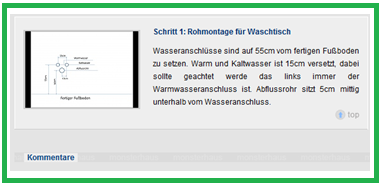 Schritt 1: Rohmontage für Waschtisch
Wasseranschlüsse sind auf 55cm vom fertigen Fußboden
zu setzen. Warm und Kaltwasser ist 15cm versetzt, dabei
sollte geachtet werde das links immer der
Warmwasseranschluss ist. Abflussrohr sitzt 5cm mittig
unterhalb vom Wasseranschluss.
Fertiger Fußboden
top
Kommentare